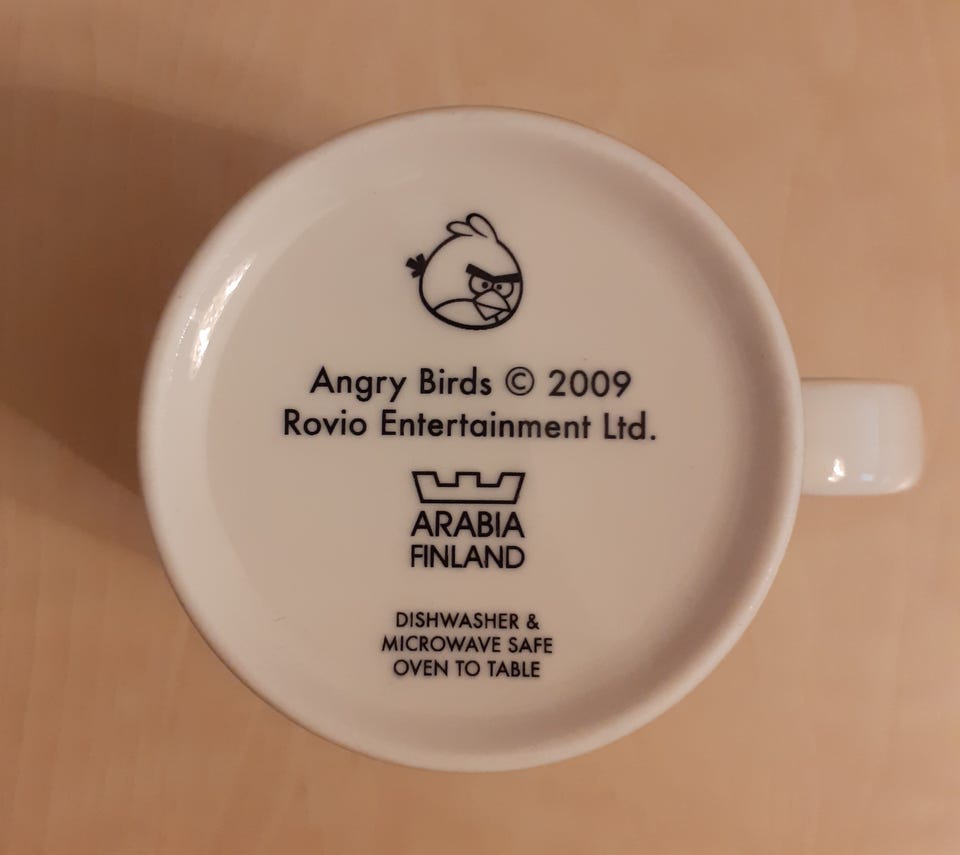 Angry Birds © 2009
Rovio Entertainment Ltd.
ARABIA
FINLAND
DISHWASHER &
MICROWAVE SAFE
OVEN TO TABLE